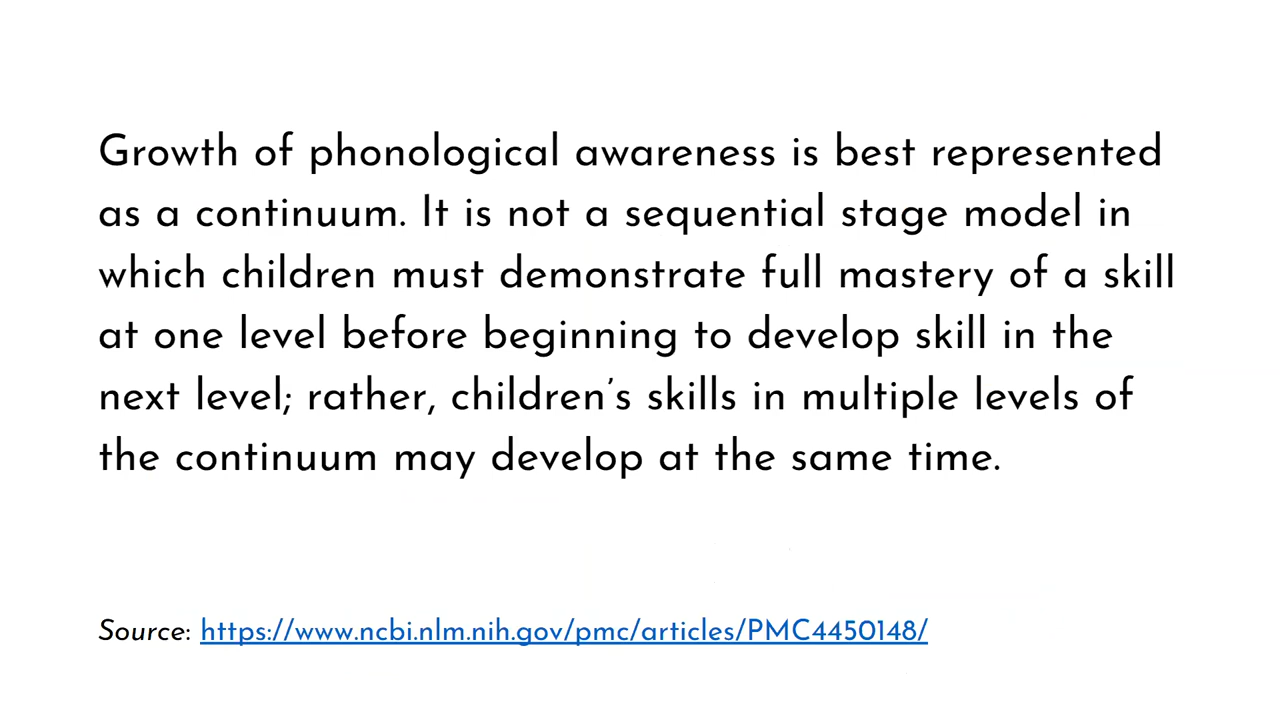 Growth of phonological awareness is best represented
as a continuum. It is not a sequential stage model in
which children must demonstrate full mastery of a skill
at one level before beginning to develop skill in the
next level; rather, children’s skills in multiple levels of
the continuum may develop at the same time.
Source: https://www.ncbi.nlm.nih.gov/pmc/articles/PMC4450148/